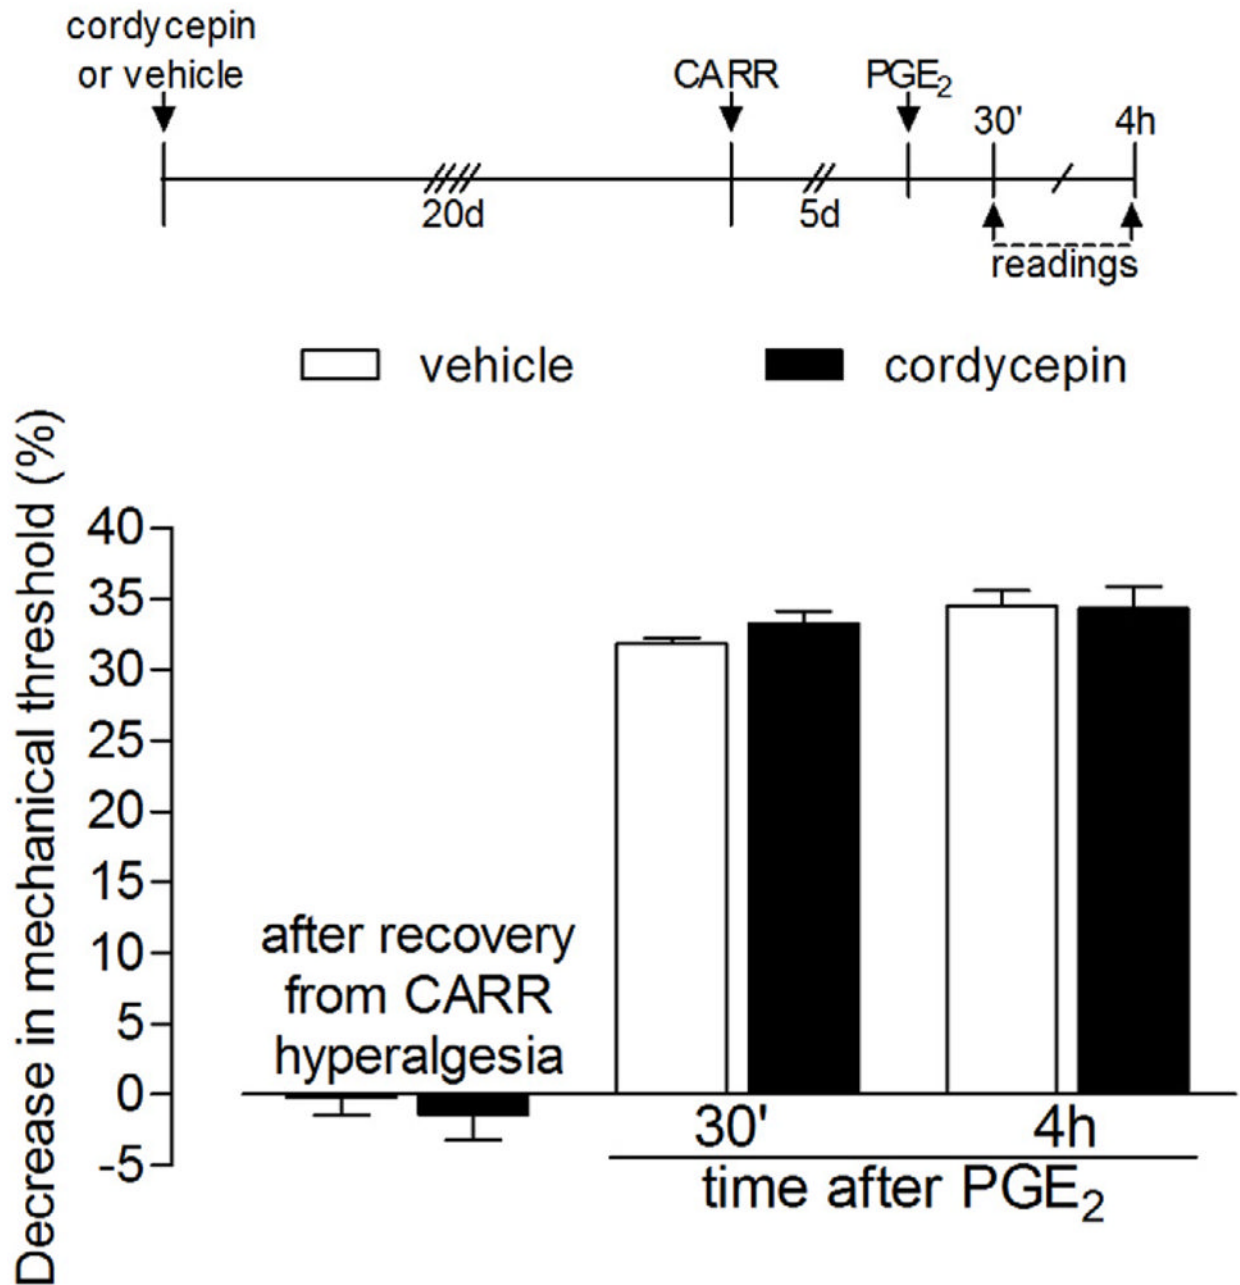 cordycepin
or vehicle
CARR
PGE₂
30'
4h
20d
5d
readings
vehicle
cordycepin
Decrease in mechanical threshold (%)
40
35
30
25
20
15
10
5
0
-5
after recovery
from CARR
hyperalgesia
30'
4h
time after PGE₂